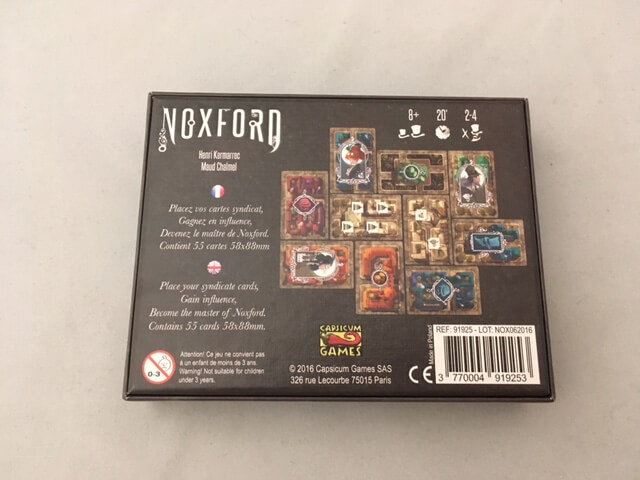 NOXFORD
8+ 20' 2-4
x
Henri Kermarrec
Maud Chalmel
Placez vos cartes syndicat,
Gagnez en influence,
Devenez le maître de Noxford.
Contient 55 cartes 58x88mm
Place your syndicate cards,
Gain influence,
Become the master of Noxford.
Contains 55 cards 58x88mm.
CAPSICUM
GAMES
0-3
Attention! Ce jeu ne convient pas
à un enfant de moins de 3 ans.
Warning! Not suitable for children
under 3 years.
© 2016 Capsicum Games SAS
326 rue Lecourbe 75015 Paris
CE
Made in Poland
REF: 91925 - LOT: NOX062016
3 770004 919253